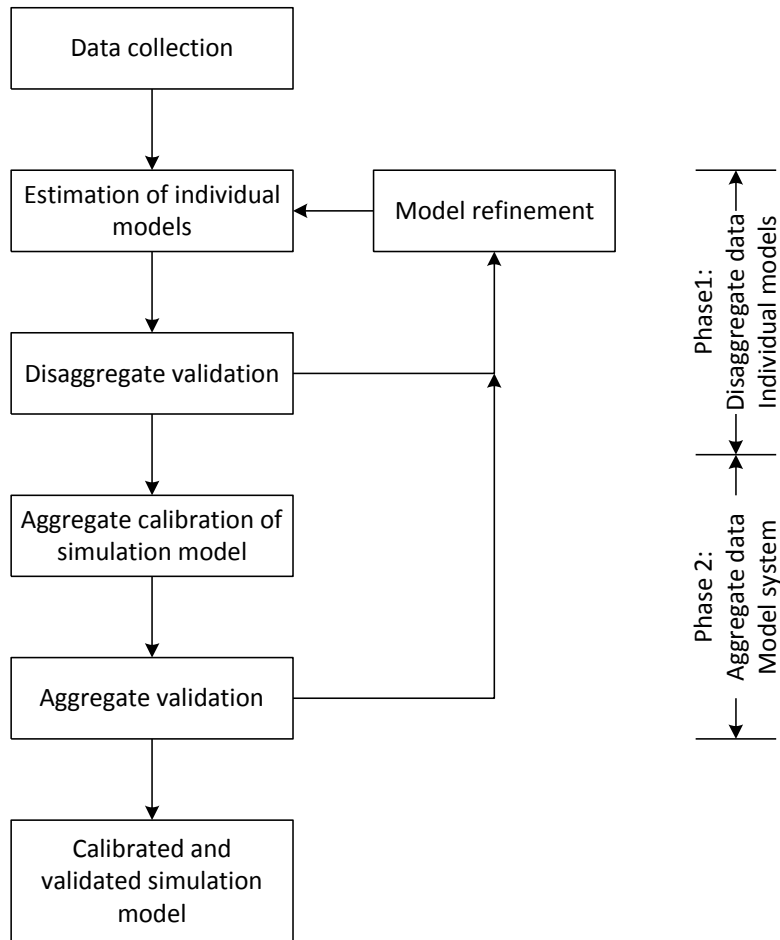 Data collection
Estimation of individual
models
Model refinement
Disaggregate validation
Aggregate calibration of
simulation model
Aggregate validation
Calibrated and
validated simulation
model
Phase1:
Disaggregate data
Individual models
Phase 2:
Aggregate data
Model system